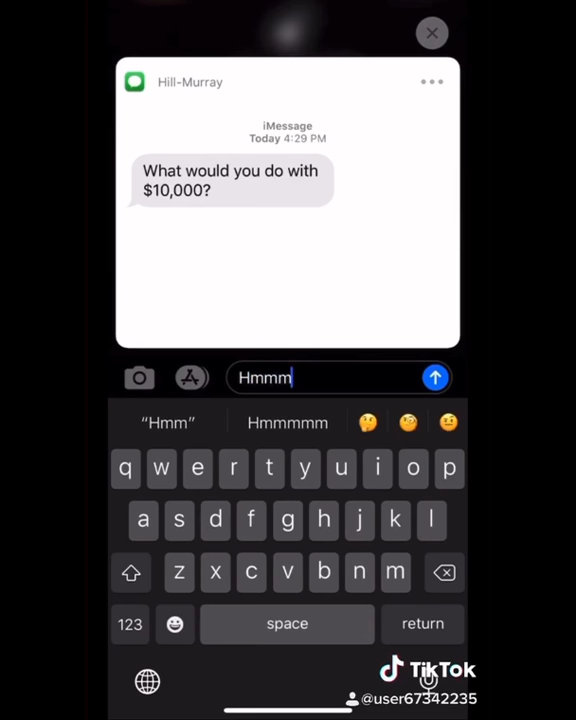 Hill-Murray
iMessage
Today 4:29 PM
What would you do with
$10,000?
Hmmm
“Hmm”
Hmmmmm
q w e r t y u i o p
a s d f g h j k l
z x c v b n m
123
space
return
TikTok
@user67342235